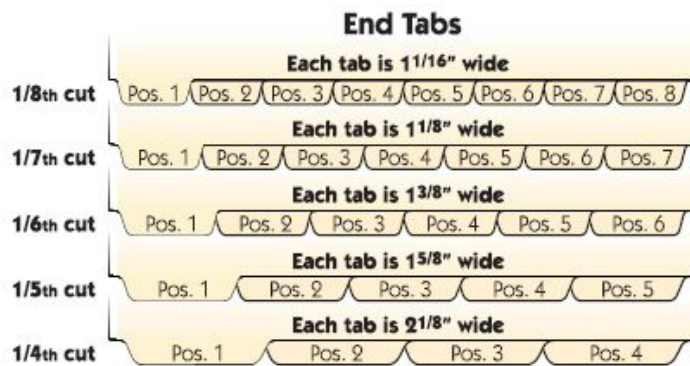 End Tabs
Each tab is 1 1/16" wide
1/8th cut Pos. 1 Pos. 2 Pos. 3 Pos. 4 Pos. 5 Pos. 6 Pos. 7 Pos. 8
Each tab is 1 1/8" wide
1/7th cut Pos. 1 Pos. 2 Pos. 3 Pos. 4 Pos. 5 Pos. 6 Pos. 7
Each tab is 1 3/8" wide
1/6th cut Pos. 1 Pos. 2 Pos. 3 Pos. 4 Pos. 5 Pos. 6
Each tab is 1 5/8" wide
1/5th cut Pos. 1 Pos. 2 Pos. 3 Pos. 4 Pos. 5
Each tab is 2 1/8" wide
1/4th cut Pos. 1 Pos. 2 Pos. 3 Pos. 4